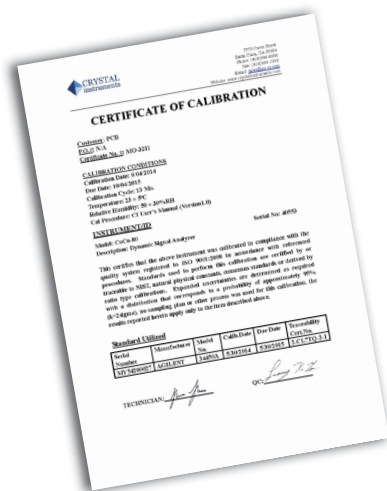 CRYSTAL
instruments
CERTIFICATE OF CALIBRATION
Customer: PCB
P.O.#: N/A
Certificate No.: MO-3211
CALIBRATION CONDITIONS
Calibration Date: 9/04/2014
Due Date: 10/04/2015
Calibration Cycle: 13 Mo.
Temperature: 23 ± 5°C
Relative Humidity: 50 ± 20%RH
Cal Procedure: CI User's Manual (Version1.0)
INSTRUMENT/ID
Model: CoCo-80 Serial No: 40553
Description: Dynamic Signal Analyzer
This certifies that the above instrument was calibrated in compliance with the
quality system registered to ISO 9001:2008 in accordance with referenced
procedures. Standards used to perform this calibration are certified by or
traceable to NIST, natural physical constants, consensus standards or derived by
ratio type calibrations. Expanded uncertainties are determined as required
with a distribution that corresponds to a probability of approximately 95%
(k=2sigma), no sampling plan or other process was used for this calibration, the
results reported herein apply only to the item described above.
Standard Utilized
Serial Number Manufacturer Model No. Calib.Date Due Date Traceability Cert.No.
AGILENT 5/30/2014 5/30/2015
TECHNICIAN:
QC: